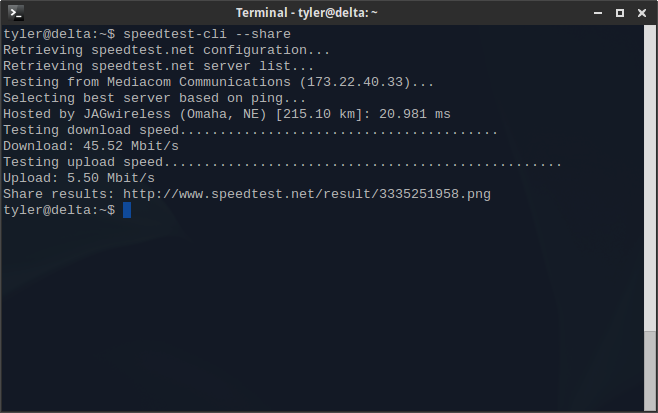 Terminal - tyler@delta: ~
tyler@delta:~$ speedtest-cli --share
Retrieving speedtest.net configuration...
Retrieving speedtest.net server list...
Testing from Mediacom Communications (173.22.40.33)...
Selecting best server based on ping...
Hosted by JAGwireless (Omaha, NE) [215.10 km]: 20.981 ms
Testing download speed........................................
Download: 45.52 Mbit/s
Testing upload speed..................................................
Upload: 5.50 Mbit/s
Share results: http://www.speedtest.net/result/3335251958.png
tyler@delta:~$